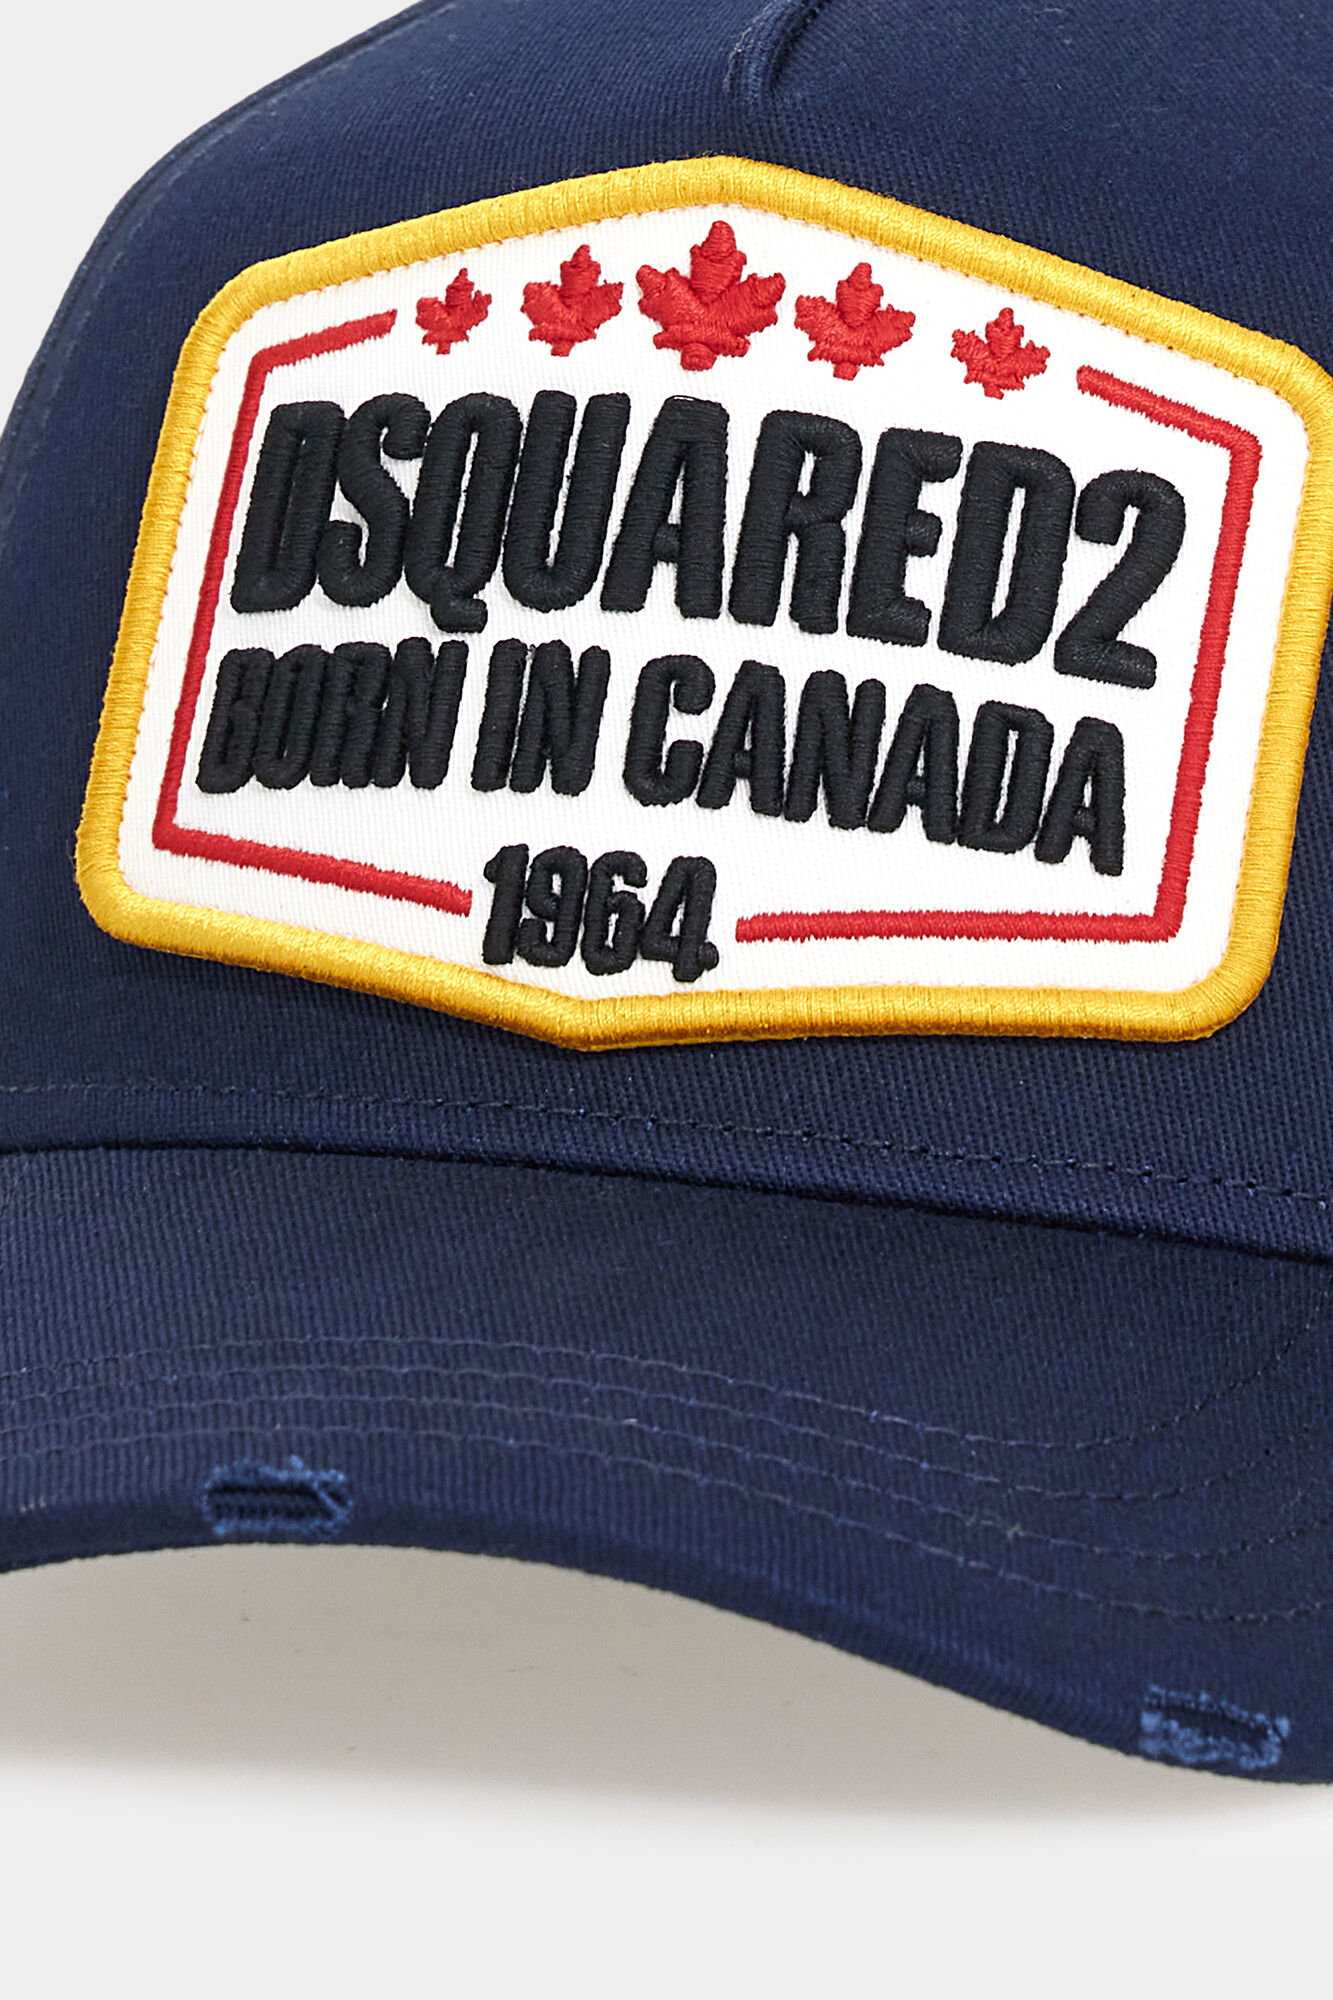 DSQUARED2
BORN IN CANADA
1964.